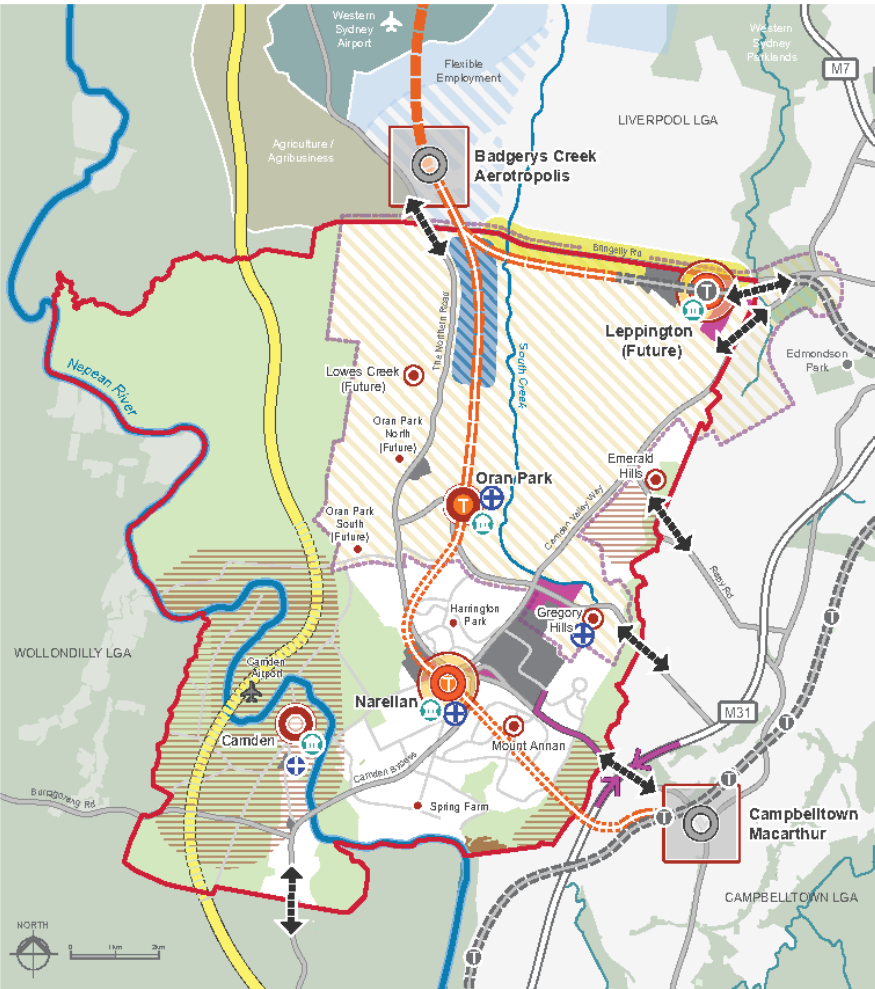 Western
Sydney
Airport
Western
Sydney
Parklands
M7
Flexible
Employment
LIVERPOOL LGA
Agriculture /
Agribusiness
Badgerys Creek
Aerotropolis
Bringelly Rd
T
Leppington
(Future)
The Northern Road
South Creek
Edmondson
Park
Nepean River
Lowes Creek
(Future)
Oran Park
North
(Future)
Emerald
Hills
Oran Park
T
Oran Park
South
(Future)
Camden Valley Way
Raby Rd
T
Harrington
Park
Gregory
Hills
WOLLONDILLY LGA
Camden
Airport
T
Narellan
M31
T
Camden
Mount Annan
Camden Bypass
T
Burragorang Rd
Spring Farm
T
Campbelltown
Macarthur
CAMPBELLTOWN LGA
NORTH
0 1km 2km
T